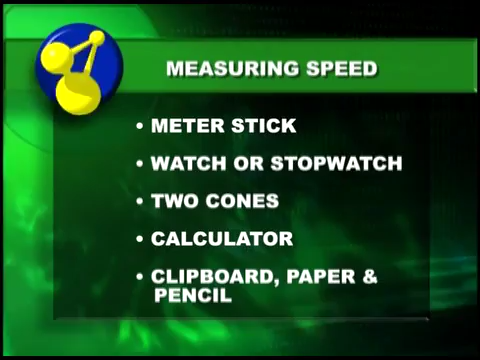 MEASURING SPEED
• METER STICK
• WATCH OR STOPWATCH
• TWO CONES
• CALCULATOR
• CLIPBOARD, PAPER &
PENCIL